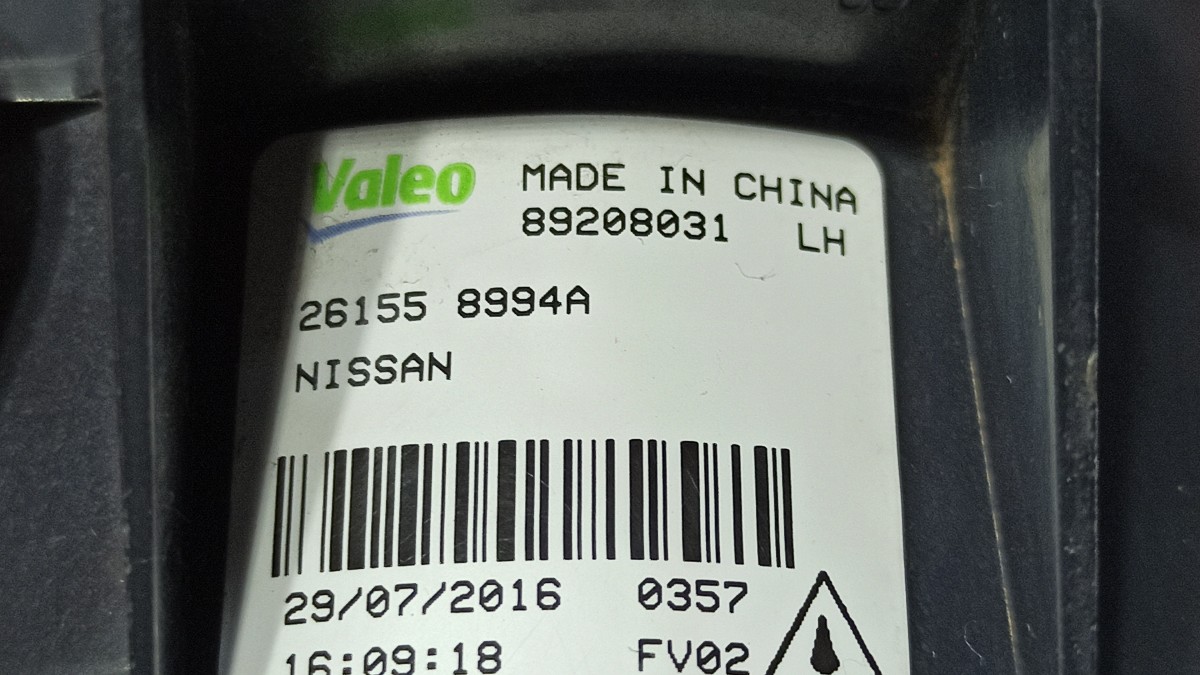 Valeo
MADE IN CHINA
89208031 LH
26155 8994A
NISSAN
29/07/2016 0357
16:09:18 FV02